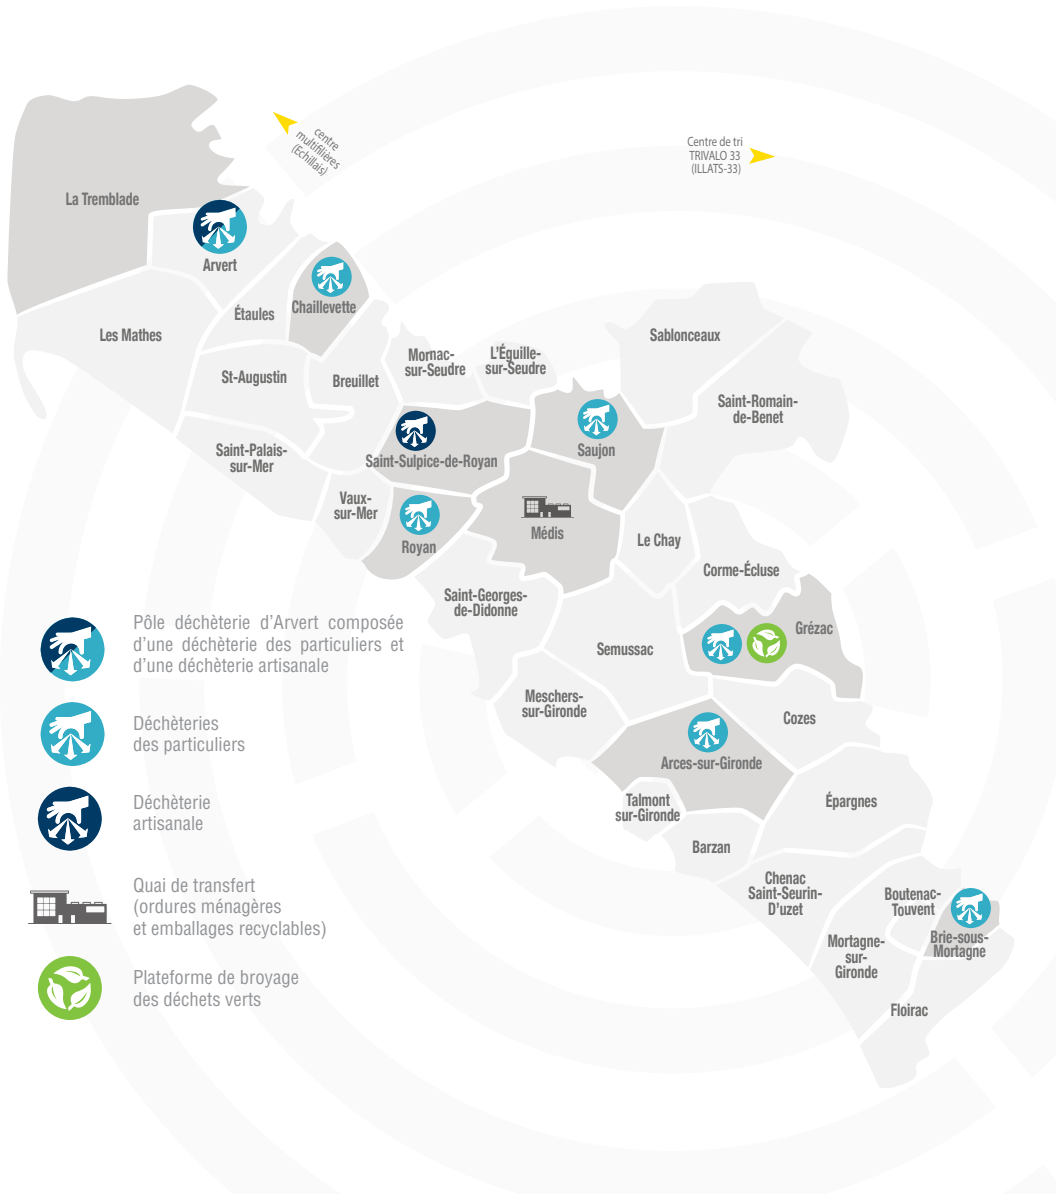 centre
multifilières
(Echillais)
Centre de tri
TRIVALO 33
(ILLATS-33)
La Tremblade
Arvert
Les Mathes
Étaules
Chaillevette
St-Augustin
Breuillet
Mornac-
sur-Seudre
L'Éguille-
sur-Seudre
Sablonceaux
Saint-Romain-
de-Benet
Saint-Palais-
sur-Mer
Saint-Sulpice-de-Royan
Saujon
Vaux-
sur-Mer
Royan
Médis
Le Chay
Corme-Écluse
Saint-Georges-
de-Didonne
Semussac
Grézac
Meschers-
sur-Gironde
Cozes
Arces-sur-Gironde
Talmont
sur-Gironde
Épargnes
Barzan
Chenac
Saint-Seurin-
D'uzet
Boutenac-
Touvent
Brie-sous-
Mortagne
Mortagne-
sur-
Gironde
Floirac
Pôle déchèterie d'Arvert composée
d'une déchèterie des particuliers et
d'une déchèterie artisanale
Déchèteries
des particuliers
Déchèterie
artisanale
Quai de transfert
(ordures ménagères
et emballages recyclables)
Plateforme de broyage
des déchets verts